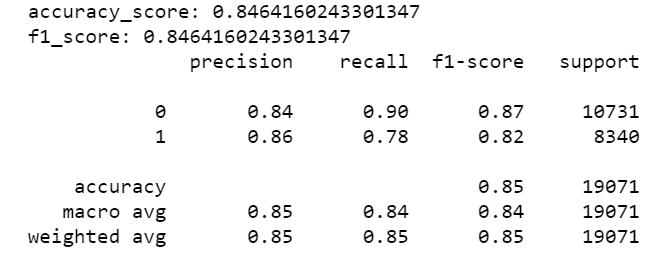 accuracy_score: 0.8464160243301347
f1_score: 0.8464160243301347
precision recall f1-score support
0 0.84 0.90 0.87 10731
1 0.86 0.78 0.82 8340
accuracy 0.85 19071
macro avg 0.85 0.84 0.84 19071
weighted avg 0.85 0.85 0.85 19071